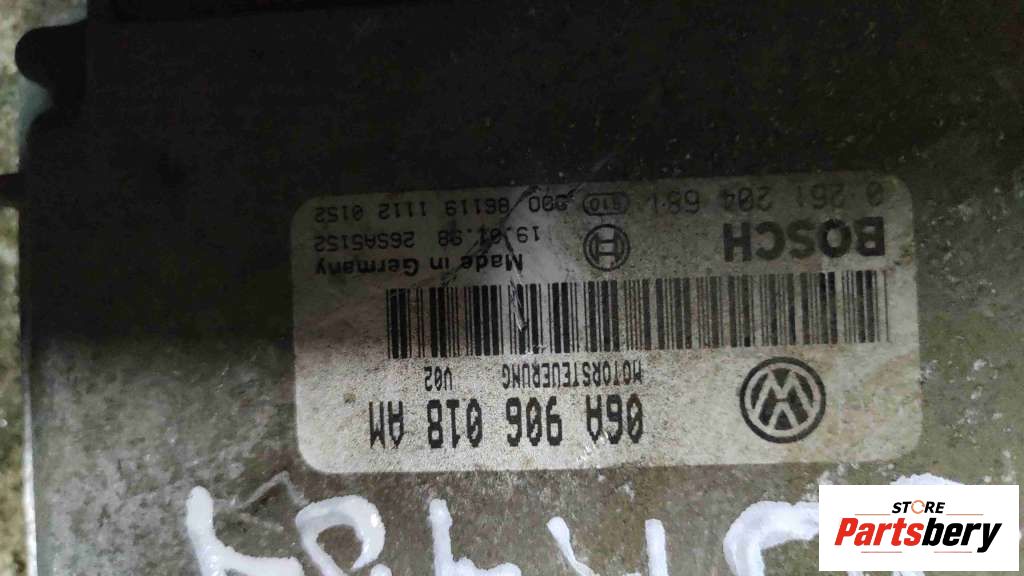 06A 906 018 AM
MOTORSTEUERUNG V02
Made in Germany
BOSCH 19.01.98 26SA5152
0 261 204 681 86119 1112 0152
STORE
Partsbery